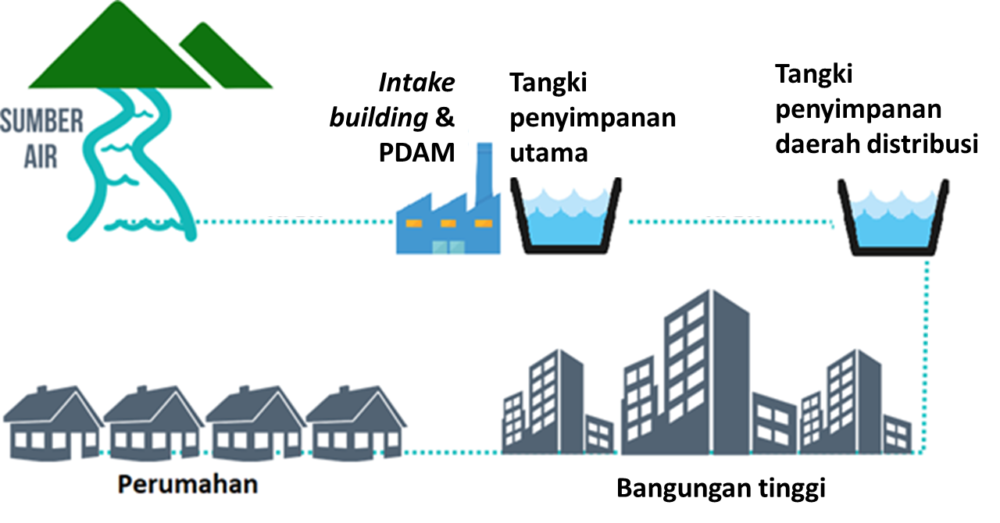 SUMBER
AIR
Intake
building &
PDAM
Tangki
penyimpanan
utama
Tangki
penyimpanan
daerah distribusi
Perumahan
Bangungan tinggi